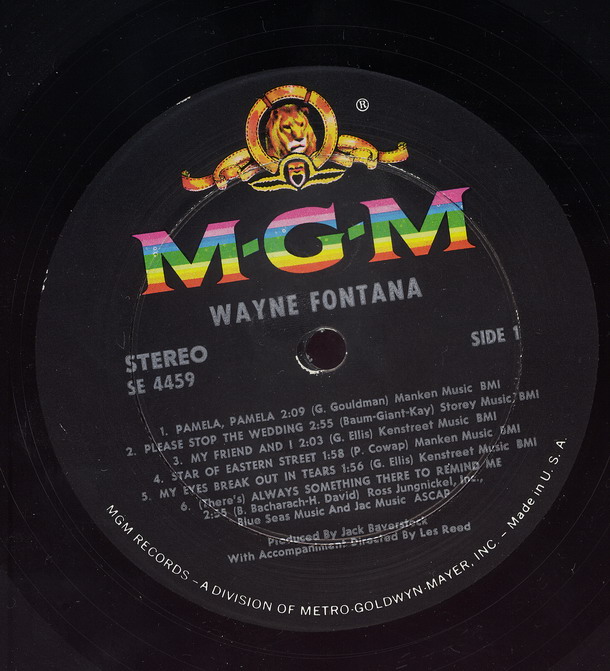 ®
M-G-M
WAYNE FONTANA
STEREO
SE 4459
SIDE 1
1. PAMELA, PAMELA 2:09 (G. Gouldman) Manken Music BMI
2. PLEASE STOP THE WEDDING 2:55 (Baum-Giant-Kay) Storey Music, BMI
3. MY FRIEND AND I 2:03 (G. Ellis) Kenstreet Music BMI
4. STAR OF EASTERN STREET 1:58 (P. Cowap) Manken Music BMI
5. MY EYES BREAK OUT IN TEARS 1:56 (G. Ellis) Kenstreet Music BMI
6. (There's) ALWAYS SOMETHING THERE TO REMIND ME
2:55 (B. Bacharach-H. David) Ross Jungnickel, Inc.,
Blue Seas Music And Jac Music ASCAP
Produced By Jack Baverstock
With Accompaniment Directed By Les Reed
MGM RECORDS – A DIVISION OF METRO-GOLDWYN-MAYER, INC. – Made in U. S. A.